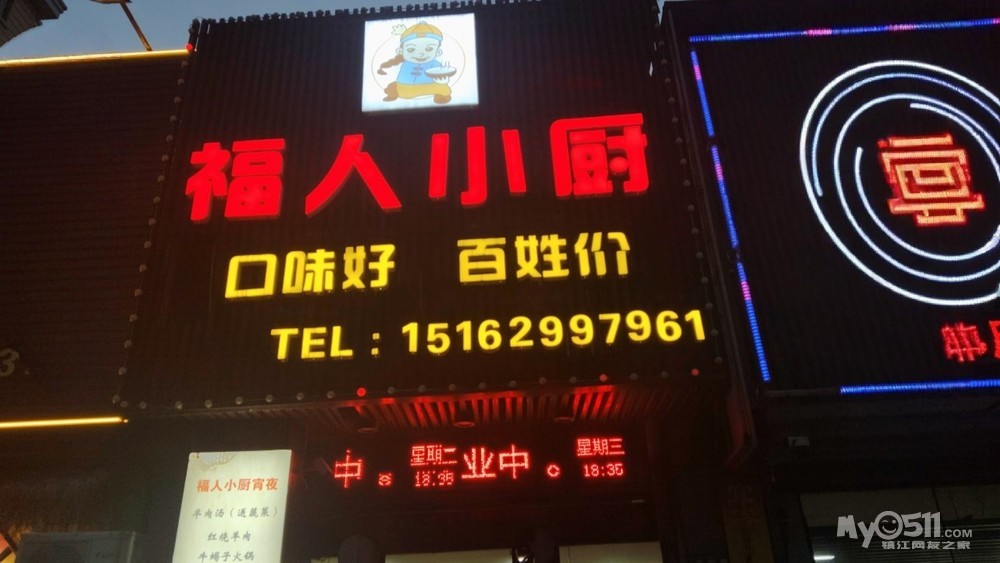 福人小厨
口味好 百姓价
TEL：15162997961
中。 星期二 业中。 星期三
18:35 18:35
福人小厨宵夜
羊肉汤（送蔬菜）
红烧羊肉
牛蝎子火锅
My0511.COM
镇江网友之家